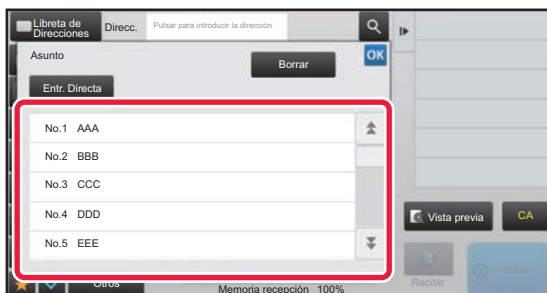 Libreta de
Direcciones
Direcc.
Pulsar para introducir la dirección
Asunto
Borrar
OK
Entr. Directa
No.1 AAA
No.2 BBB
No.3 CCC
No.4 DDD
No.5 EEE
Vista previa
CA
Otros
Memoria recepción 100%
Recibir
Iniciar